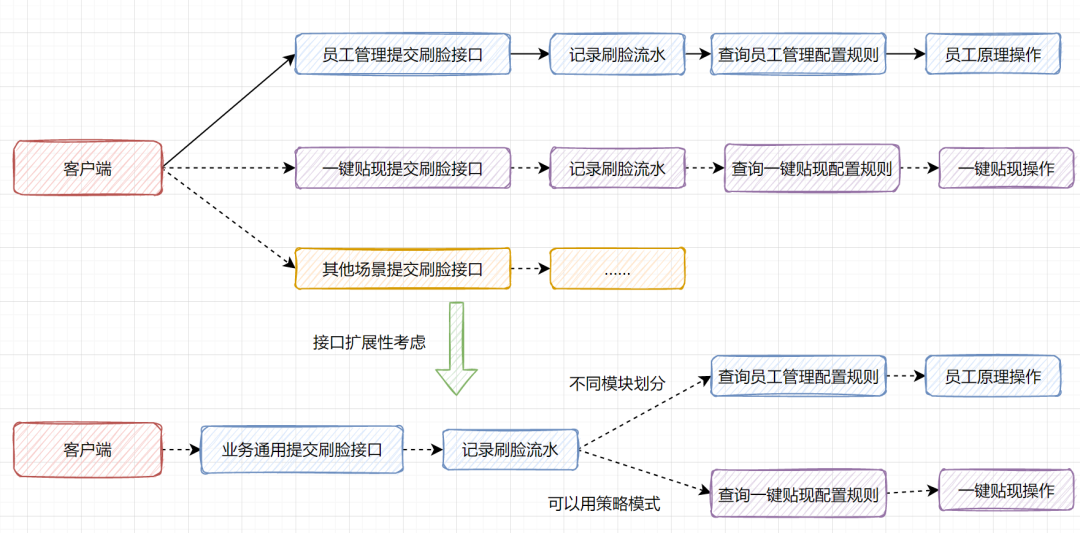 员工管理提交刷脸接口
记录刷脸流水
查询员工管理配置规则
员工原理操作
客户端
一键贴现提交刷脸接口
记录刷脸流水
查询一键贴现配置规则
一键贴现操作
其他场景提交刷脸接口
......
接口扩展性考虑
不同模块划分
查询员工管理配置规则
员工原理操作
客户端
业务通用提交刷脸接口
记录刷脸流水
可以用策略模式
查询一键贴现配置规则
一键贴现操作